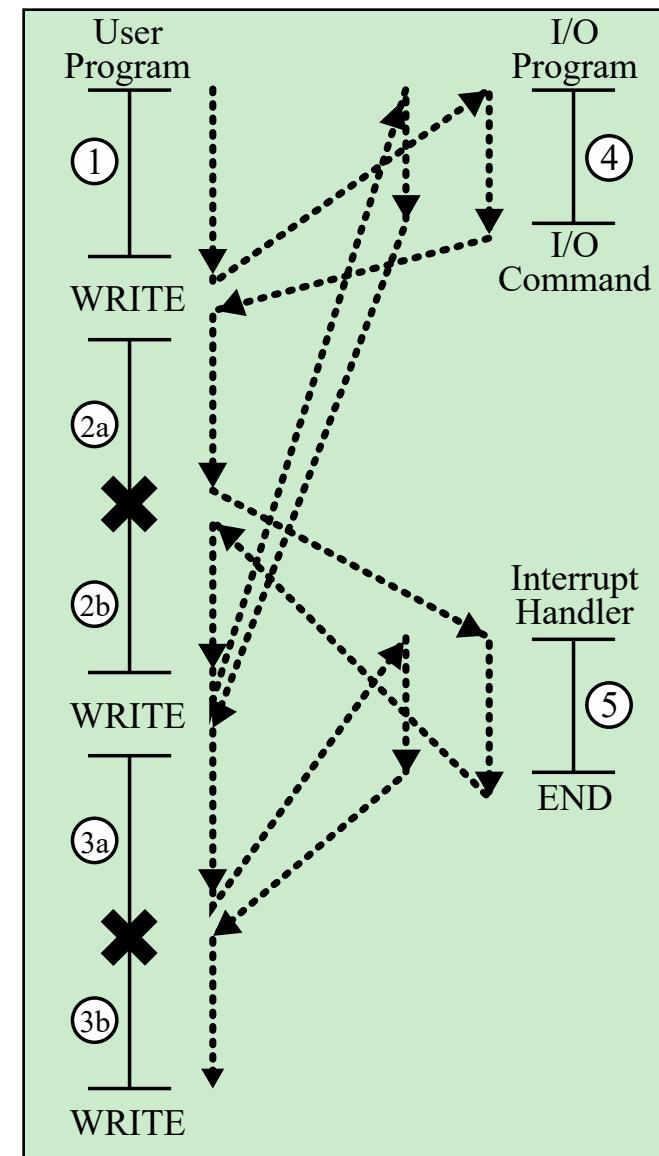 User
Program
1
WRITE
2a
2b
WRITE
3a
3b
WRITE
I/O
Program
4
I/O
Command
Interrupt
Handler
5
END